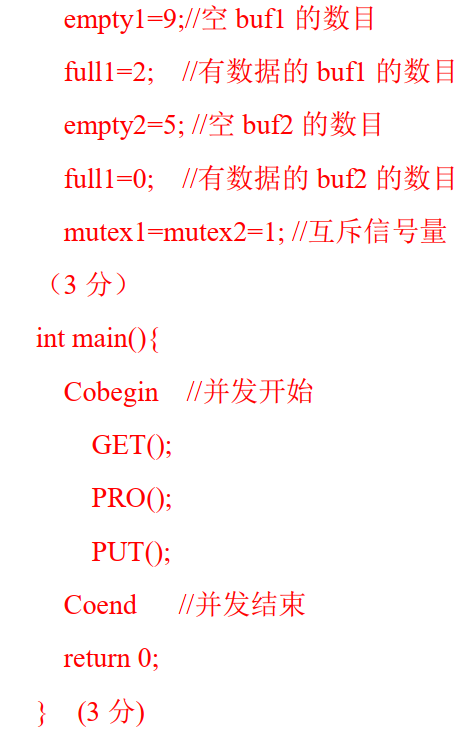 empty1=9;//空 buf1 的数目
full1=2; //有数据的 buf1 的数目
empty2=5; //空 buf2 的数目
full1=0; //有数据的 buf2 的数目
mutex1=mutex2=1; //互斥信号量
（3 分）
int main(){
Cobegin //并发开始
GET();
PRO();
PUT();
Coend //并发结束
return 0;
} (3 分)